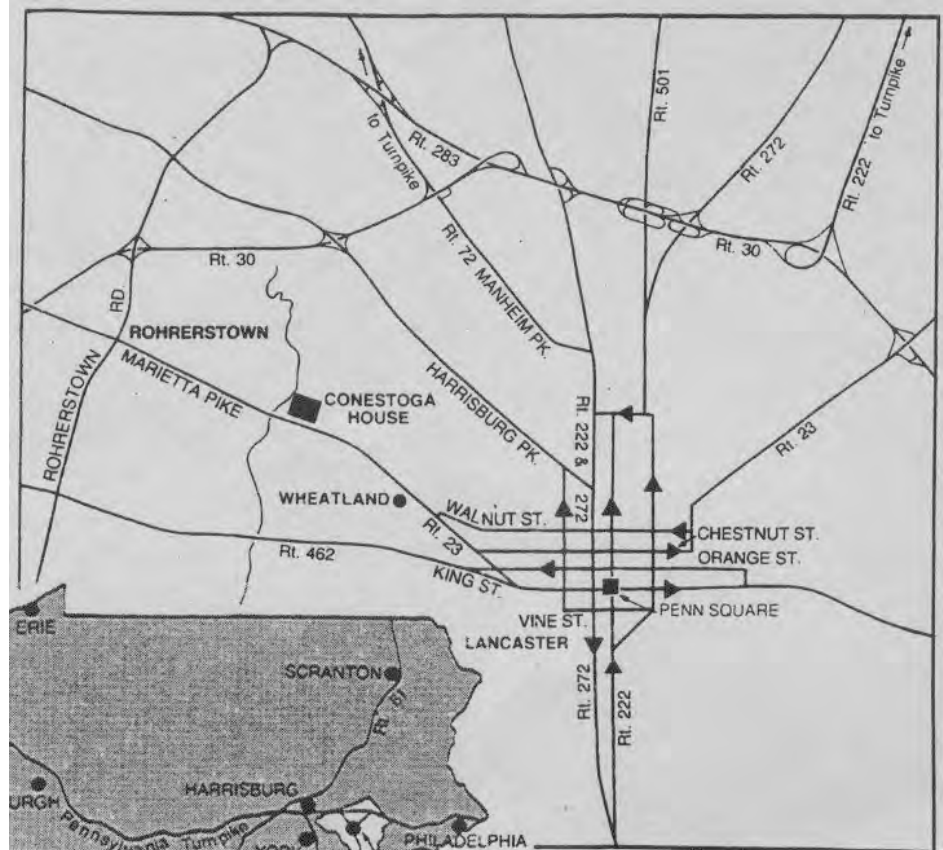 to Turnpike
Rt. 283
Rt. 501
Rt. 272
Rt. 222 to Turnpike
Rt. 30
Rt. 72 MANHEIM PK.
Rt. 30
ROHRERSTOWN RD.
ROHRERSTOWN
MARIETTA PIKE
CONESTOGA
HOUSE
HARRISBURG PK.
Rt. 222 &
272
Rt. 23
WHEATLAND
WALNUT ST.
CHESTNUT ST.
ORANGE ST.
Rt. 23
Rt. 462
KING ST.
PENN SQUARE
VINE ST.
LANCASTER
Rt. 272
Rt. 222
ERIE
SCRANTON
Rt. 81
HARRISBURG
URGH
Pennsylvania Turnpike
YORK
PHILADELPHIA